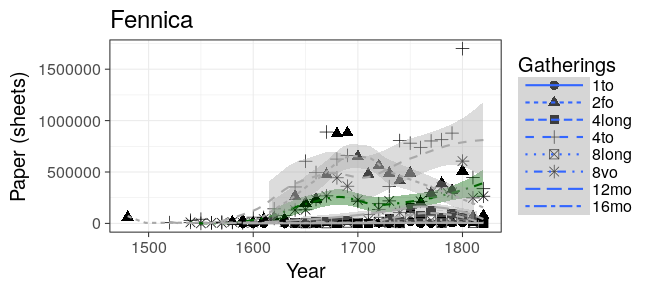 Fennica
Paper (sheets)
1500000
1000000
500000
0
1500
1600
1700
1800
Year
Gatherings
1to
2fo
4long
4to
8long
8vo
12mo
16mo